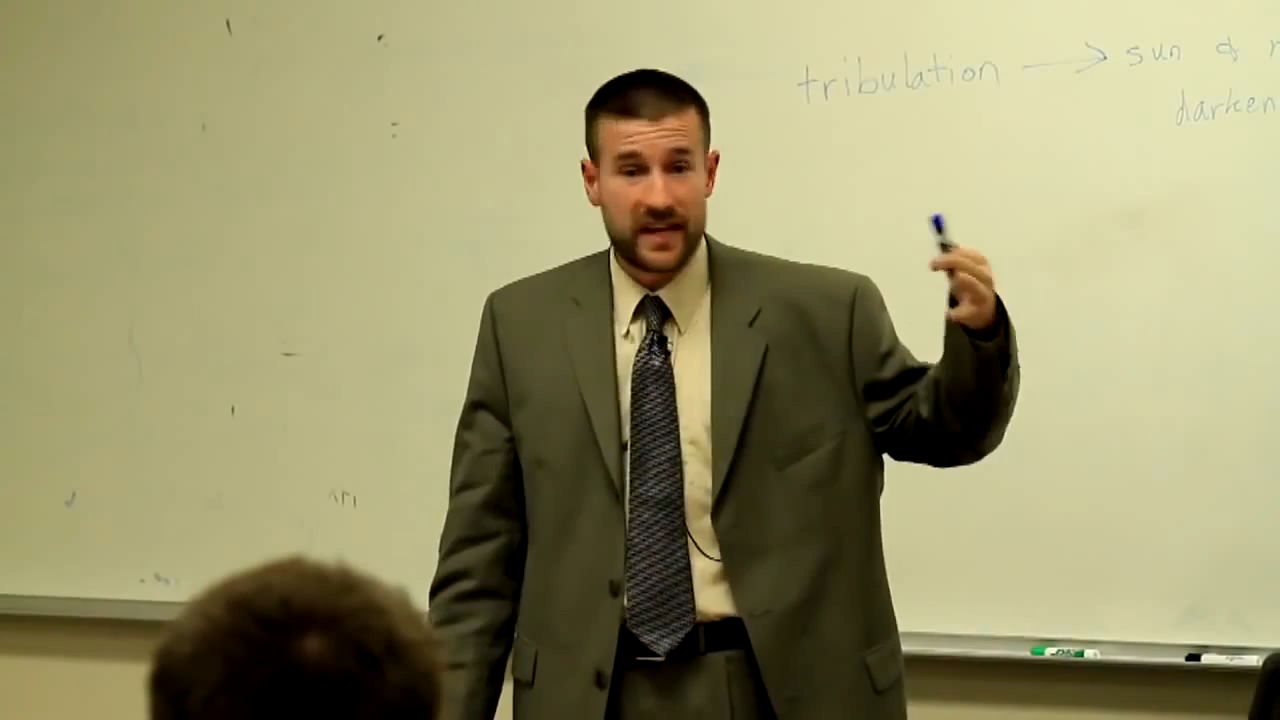 tribulation → sun &
darken